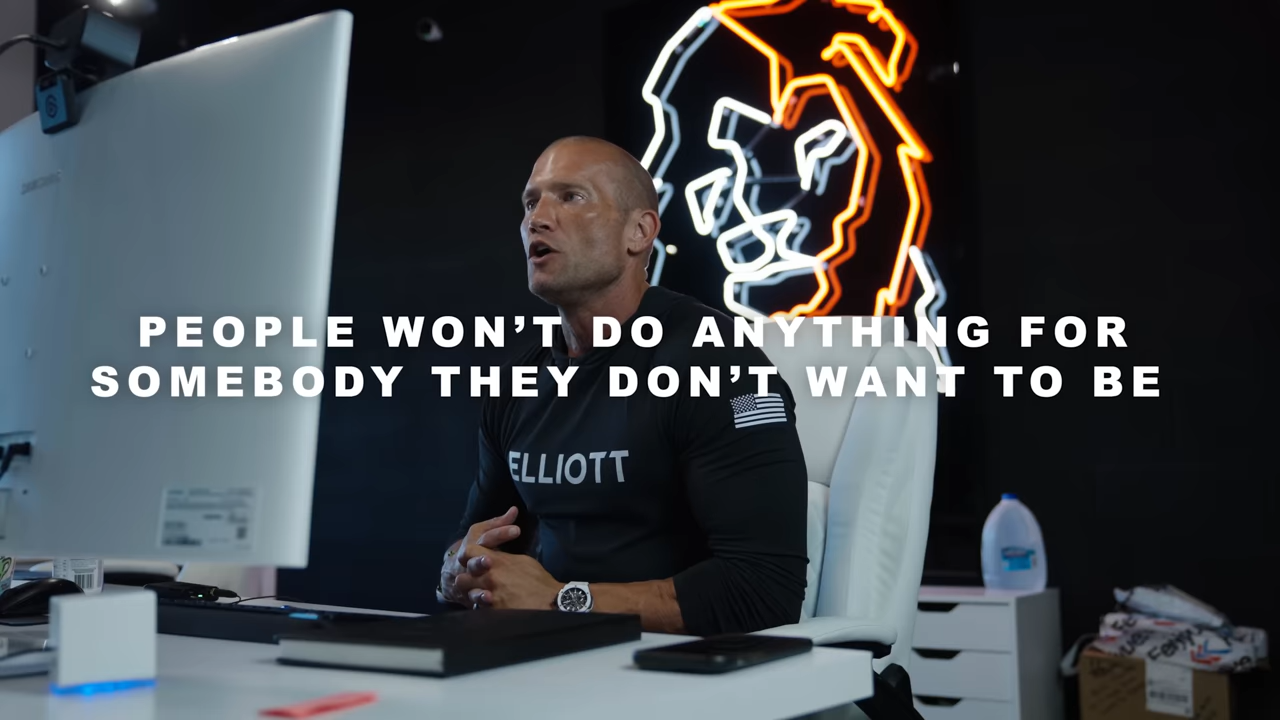 PEOPLE WON’T DO ANYTHING FOR
SOMEBODY THEY DON’T WANT TO BE
ELLIOTT